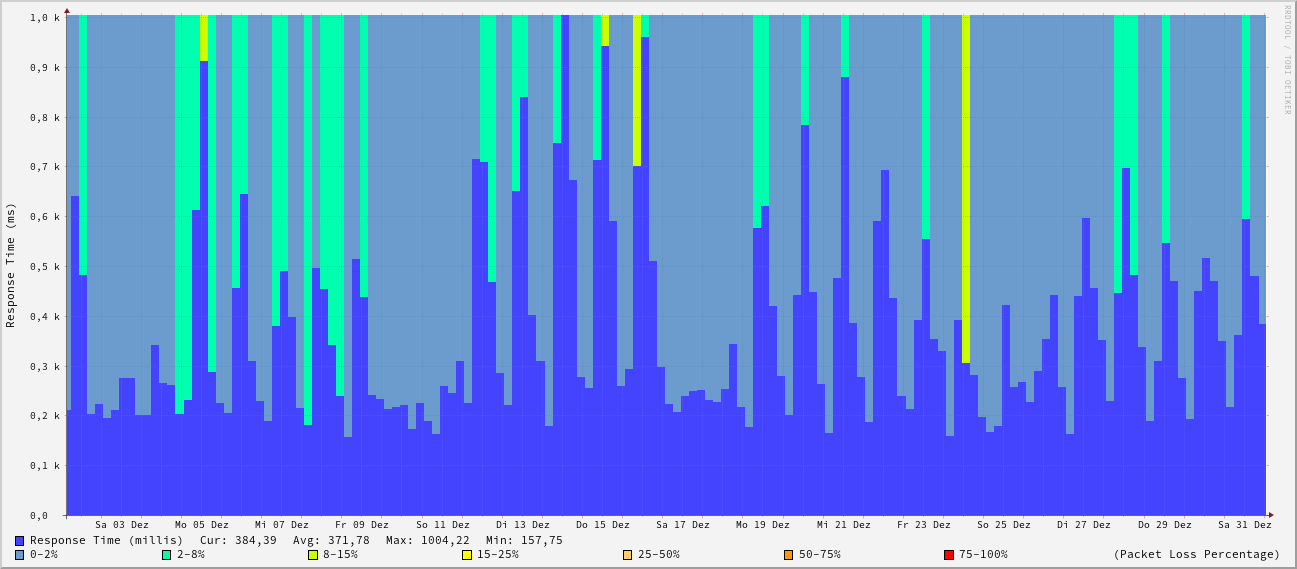 RRDTOOL / TOBI OETIKER
Response Time (ms)
1,0 k
0,9 k
0,8 k
0,7 k
0,6 k
0,5 k
0,4 k
0,3 k
0,2 k
0,1 k
0,0
Sa 03 Dez Mo 05 Dez Mi 07 Dez Fr 09 Dez So 11 Dez Di 13 Dez Do 15 Dez Sa 17 Dez Mo 19 Dez Mi 21 Dez Fr 23 Dez So 25 Dez Di 27 Dez Do 29 Dez Sa 31 Dez
Response Time (millis) Cur: 384,39 Avg: 371,78 Max: 1004,22 Min: 157,75
0-2% 2-8% 8-15% 15-25% 25-50% 50-75% 75-100% (Packet Loss Percentage)